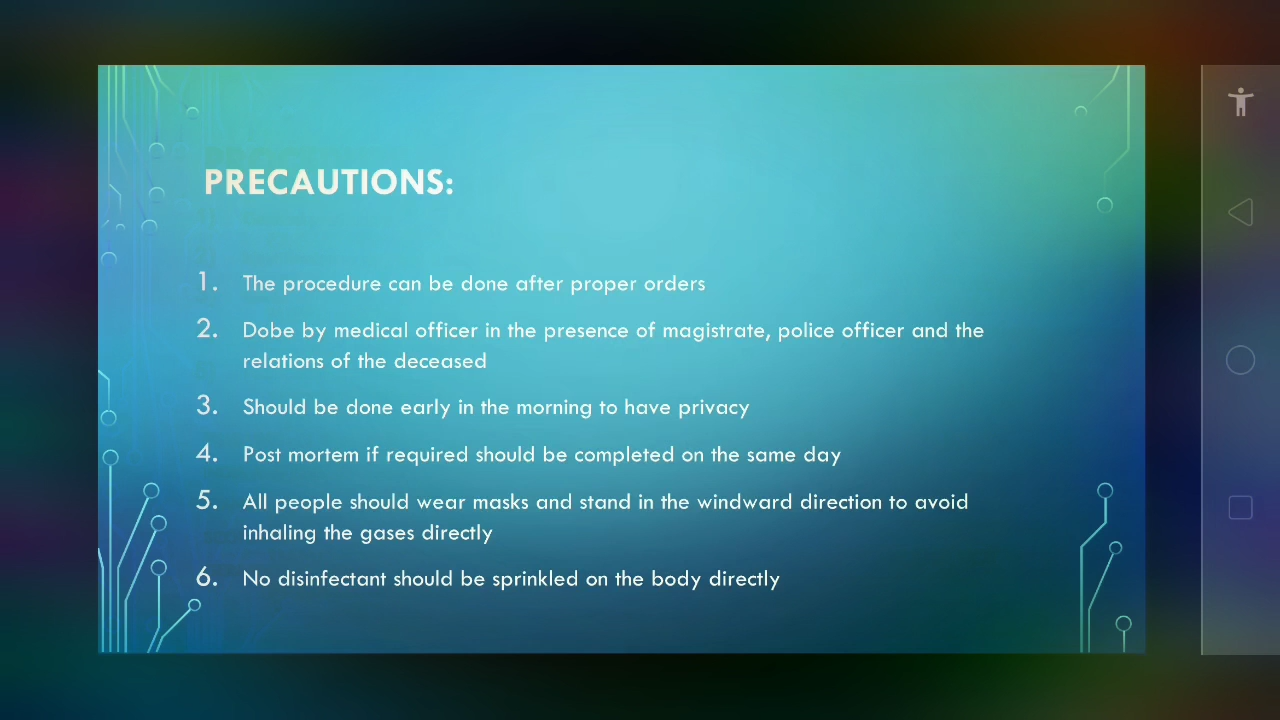 PRECAUTIONS:
1. The procedure can be done after proper orders
2. Dobe by medical officer in the presence of magistrate, police officer and the
relations of the deceased
3. Should be done early in the morning to have privacy
4. Post mortem if required should be completed on the same day
5. All people should wear masks and stand in the windward direction to avoid
inhaling the gases directly
6. No disinfectant should be sprinkled on the body directly